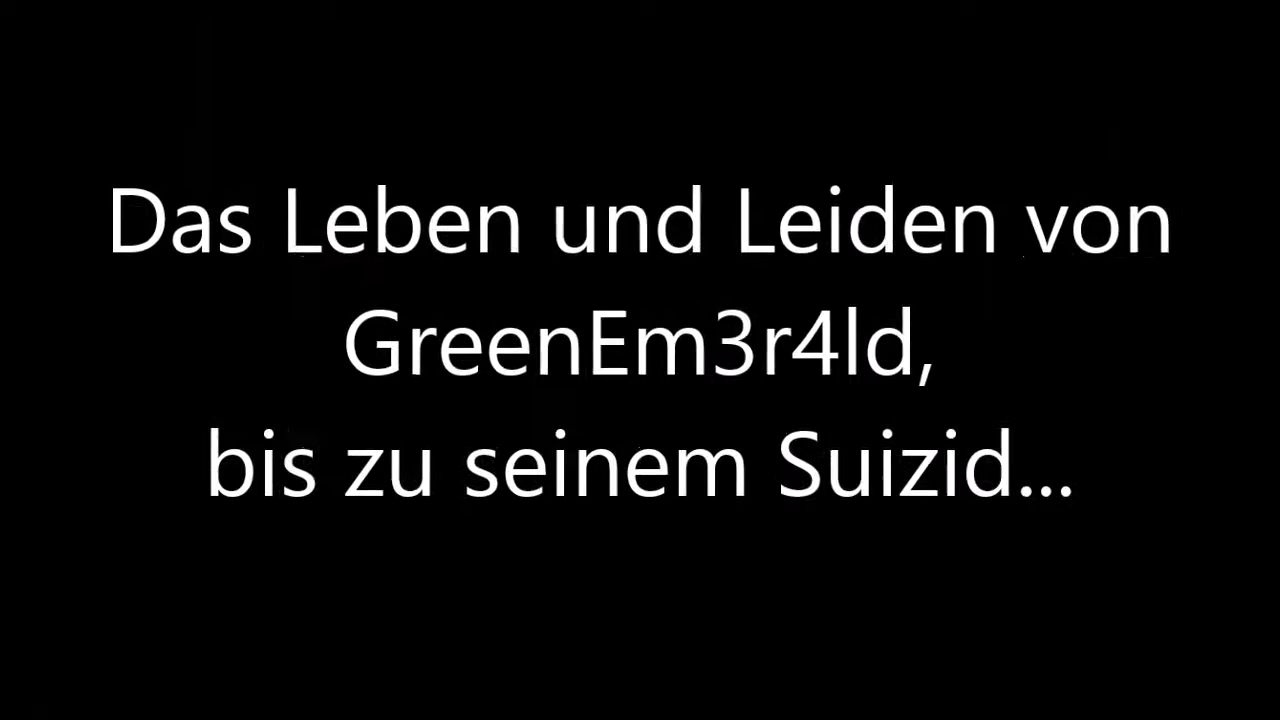 Das Leben und Leiden von
GreenEm3r4ld,
bis zu seinem Suizid...